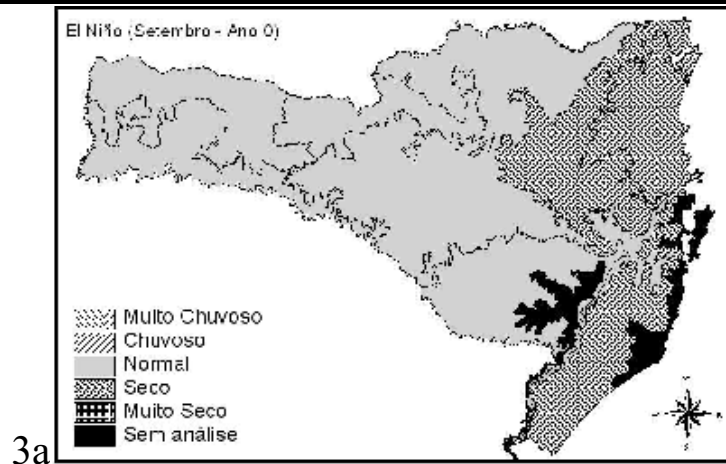 El Niño (Setembro - Ano 0)
Muito Chuvoso
Chuvoso
Normal
Seco
Muito Seco
Sem análise
3a